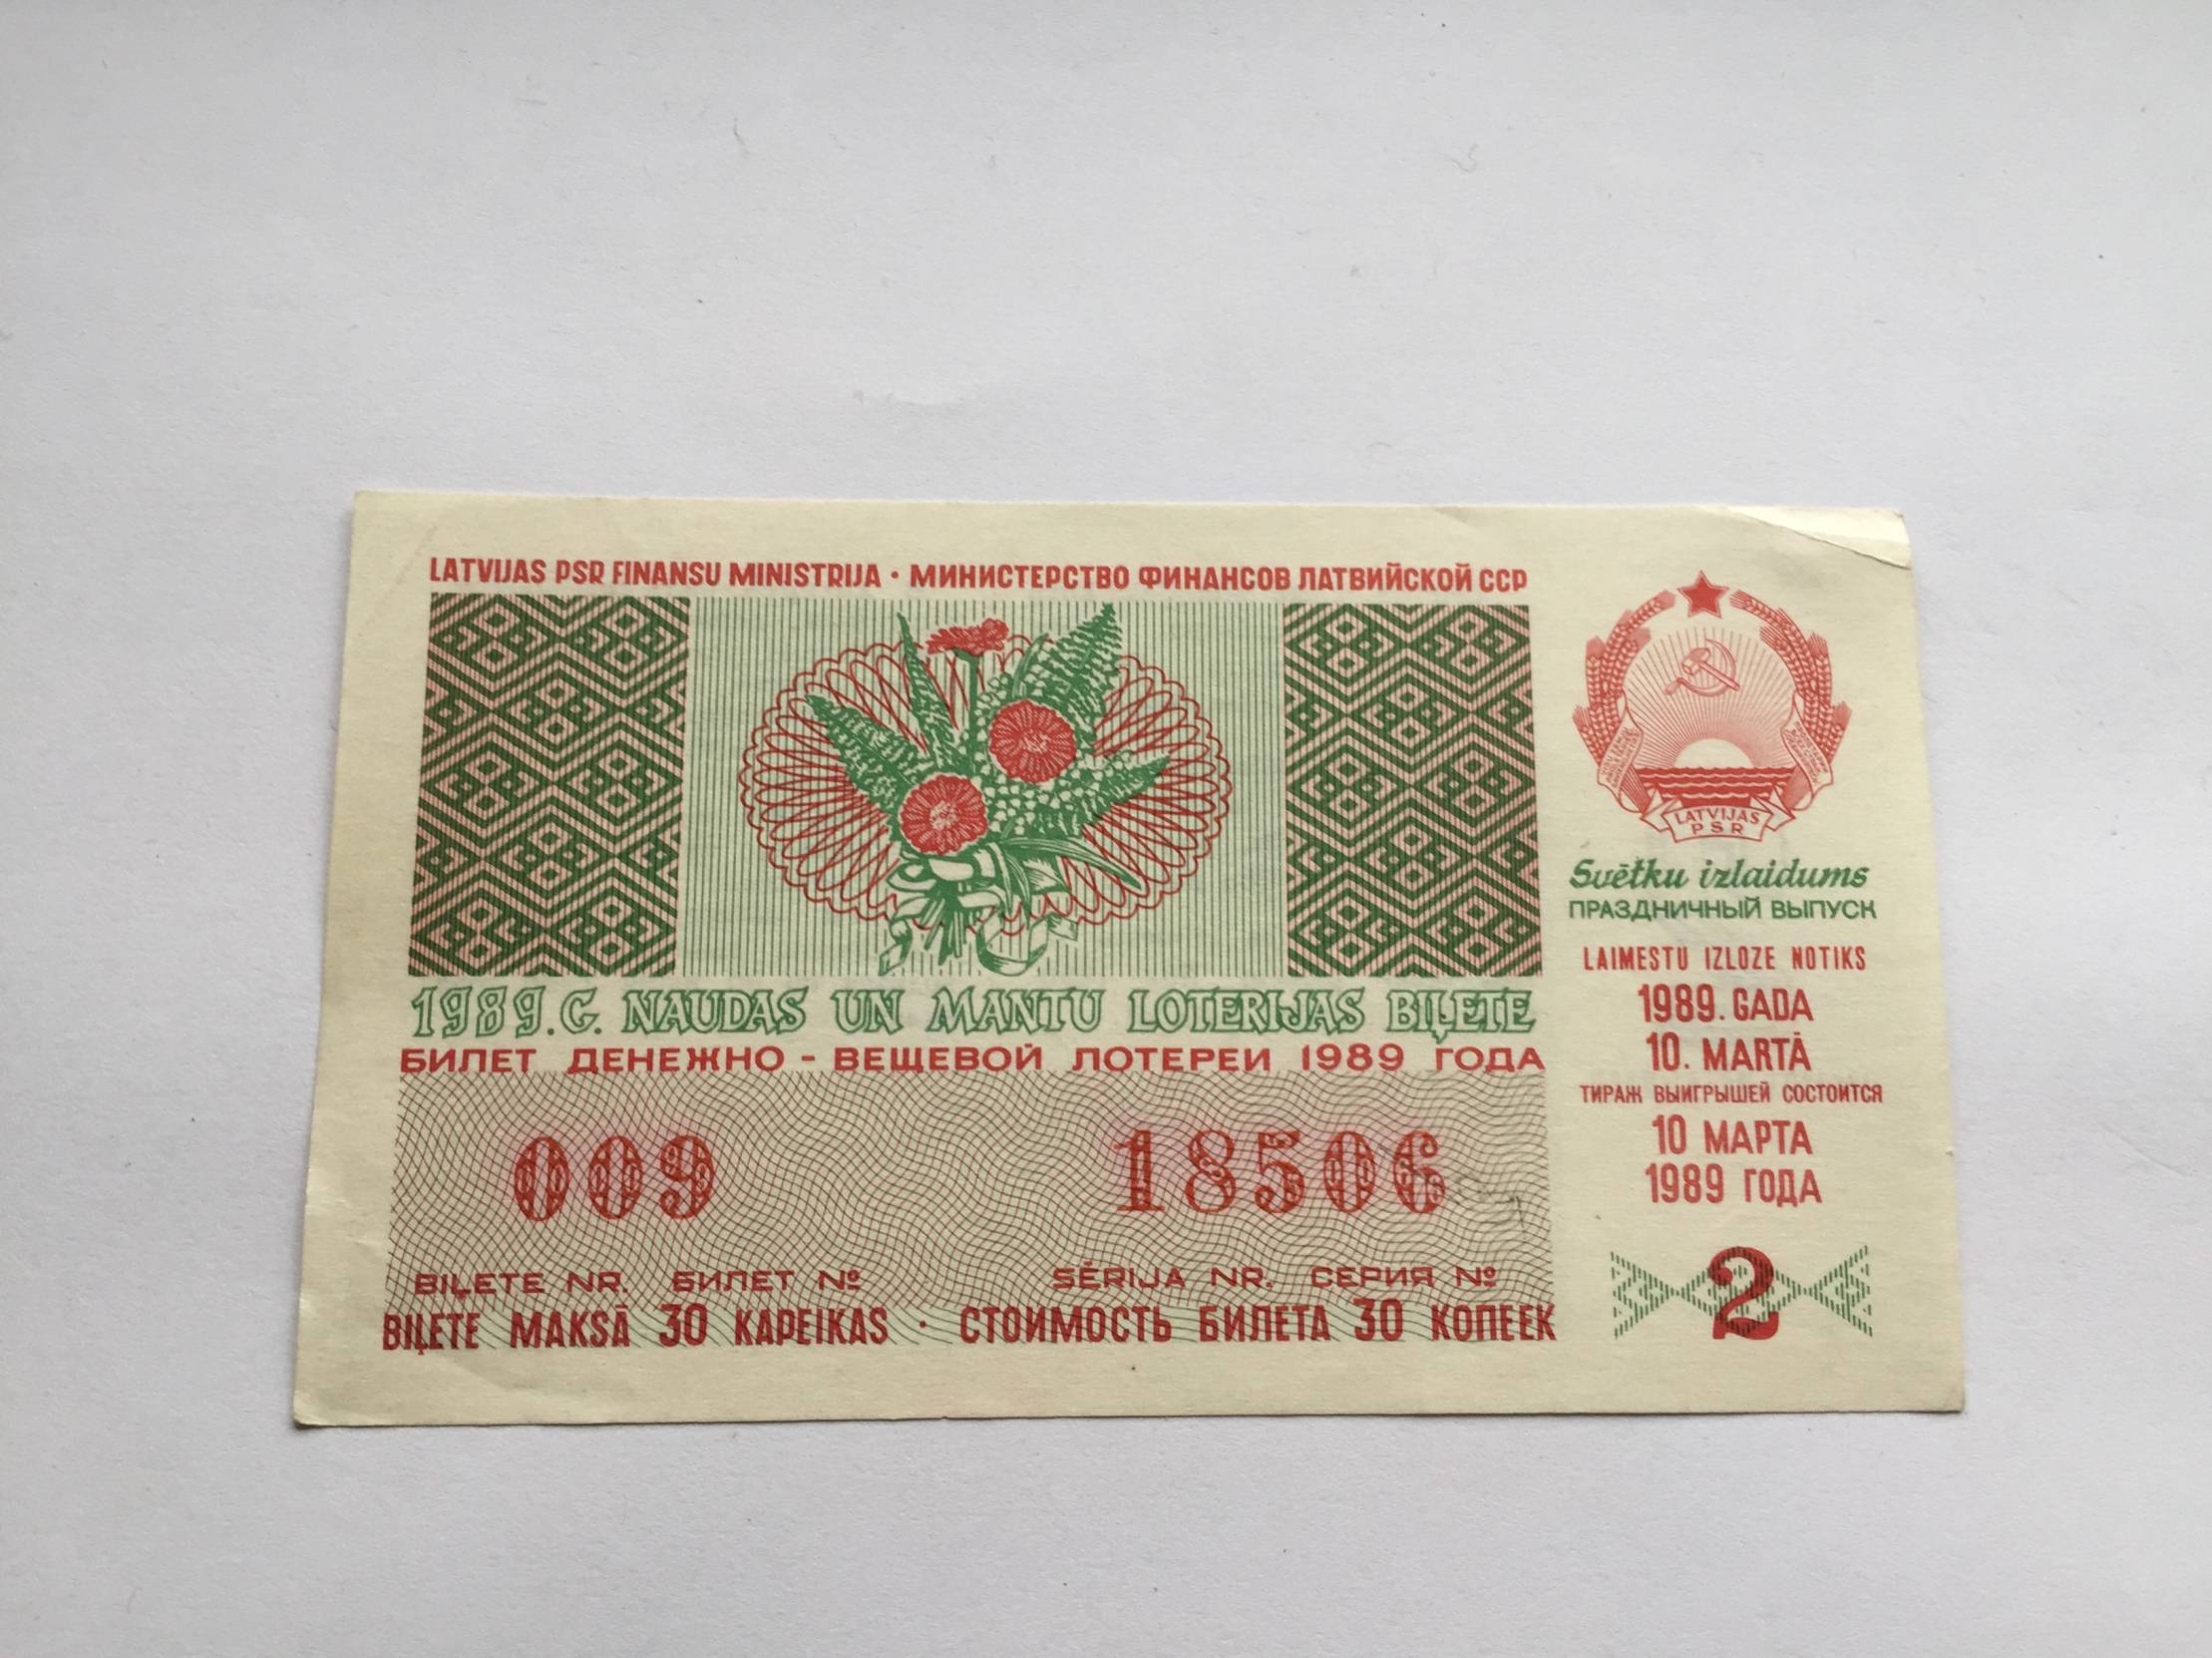 LATVIJAS PSR FINANSU MINISTRIJA · МИНИСТЕРСТВО ФИНАНСОВ ЛАТВИЙСКОЙ ССР
1989.G. NAUDAS UN MANTU LOTERIJAS BIĻETE
БИЛЕТ ДЕНЕЖНО - ВЕЩЕВОЙ ЛОТЕРЕИ 1989 ГОДА
009 18506
BIĻETE NR. БИЛЕТ № SĒRIJA NR. СЕРИЯ №
BIĻETE MAKSĀ 30 KAPEIKAS · СТОИМОСТЬ БИЛЕТА 30 КОПЕЕК
LATVIJAS
PSR
Svētku izlaidums
ПРАЗДНИЧНЫЙ ВЫПУСК
LAIMESTU IZLOZE NOTIKS
1989. GADA
10. MARTĀ
ТИРАЖ ВЫИГРЫШЕЙ СОСТОИТСЯ
10 МАРТА
1989 ГОДА
2